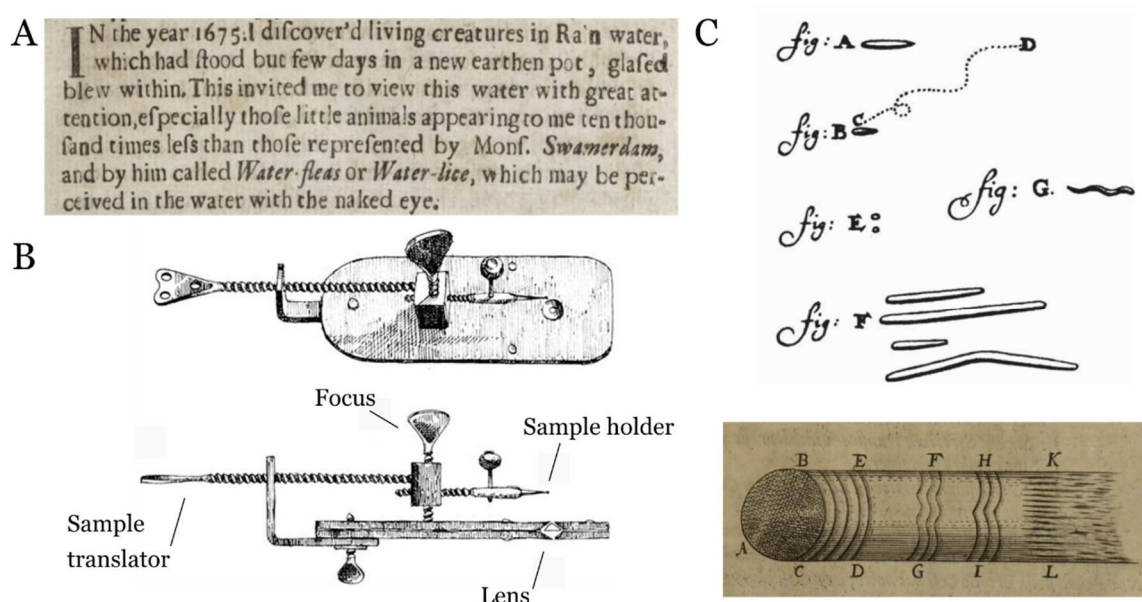 A
IN the year 1675.I diſcover'd living creatures in Ra'n water,
which had ſtood but few days in a new earthen pot, glaſed
blew within. This invited me to view this water with great at-
tention,eſpecially thoſe little animals appearing to me ten thou-
ſand times leſs than thoſe repreſented by Monſ. Swamerdam,
and by him called Water-fleas or Water-lice, which may be per-
ceived in the water with the naked eye.
B
Focus
Sample holder
Sample
translator
Lens
C
fig: A
D
C
fig: B
fig: G.
fig: E
fig: F
B E F H K
A
C D G I L